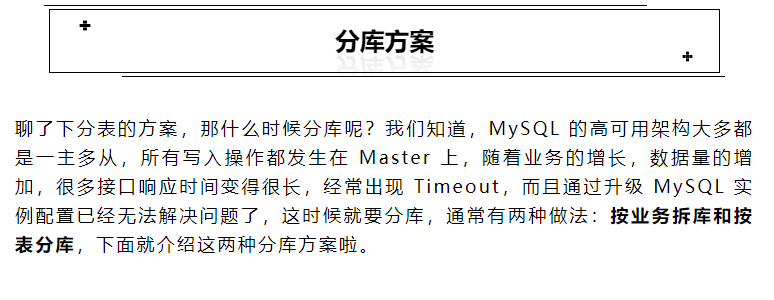 分库方案
聊了下分表的方案，那什么时候分库呢？我们知道，MySQL 的高可用架构大多都
是一主多从，所有写入操作都发生在 Master 上，随着业务的增长，数据量的增
加，很多接口响应时间变得很长，经常出现 Timeout，而且通过升级 MySQL 实
例配置已经无法解决问题了，这时候就要分库，通常有两种做法：按业务拆库和按
表分库，下面就介绍这两种分库方案啦。